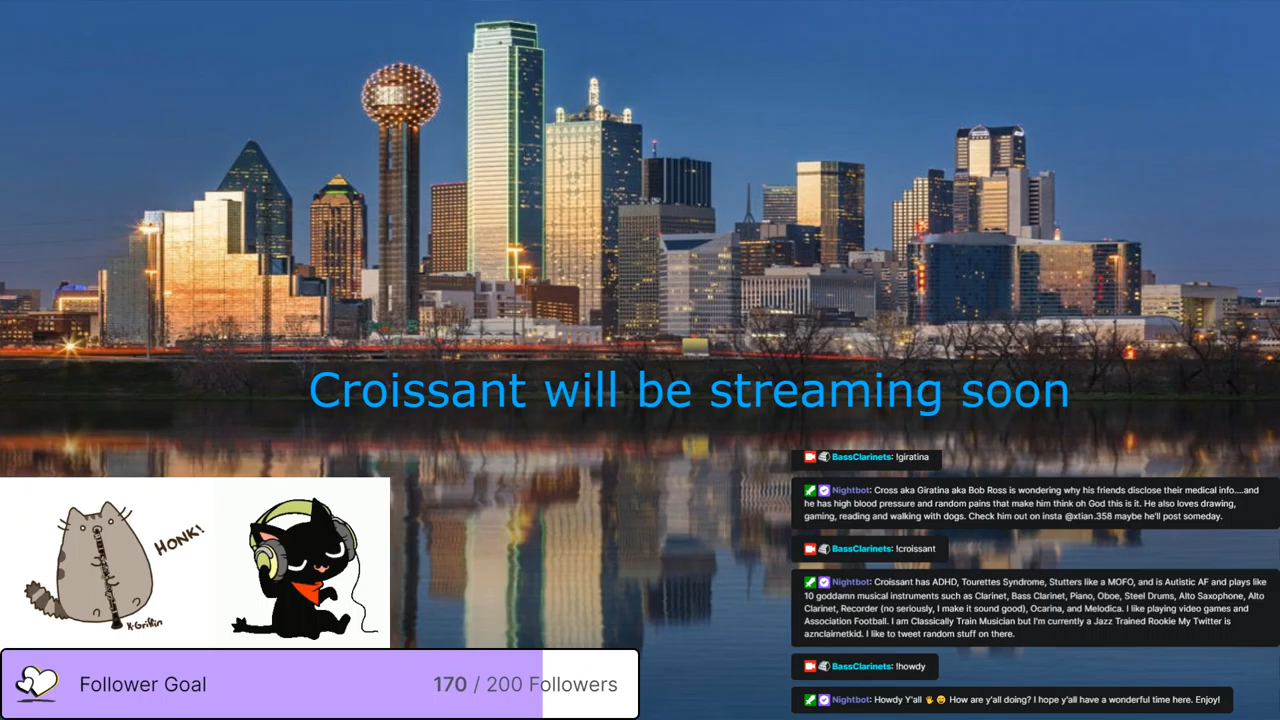 Croissant will be streaming soon
BassClarinets: !giratina
Nightbot: Cross aka Giratina aka Bob Ross is wondering why his friends disclose their medical info....and
he has high blood pressure and random pains that make him think oh God this is it. He also loves drawing,
gaming, reading and walking with dogs. Check him out on insta @xtian.358 maybe he'll post someday.
BassClarinets: !croissant
Nightbot: Croissant has ADHD, Tourettes Syndrome, Stutters like a MOFO, and is Autistic AF and plays like
10 goddamn musical instruments such as Clarinet, Bass Clarinet, Piano, Oboe, Steel Drums, Alto Saxophone, Alto
Clarinet, Recorder (no seriously, I make it sound good), Ocarina, and Melodica. I like playing video games and
Association Football. I am Classically Train Musician but I'm currently a Jazz Trained Rookie My Twitter is
aznclairnetkid. I like to tweet random stuff on there.
BassClarinets: !howdy
Nightbot: Howdy Y'all 👋 😄 How are y'all doing? I hope y'all have a wonderful time here. Enjoy!
HONK!
K-Griffin
Follower Goal 170 / 200 Followers